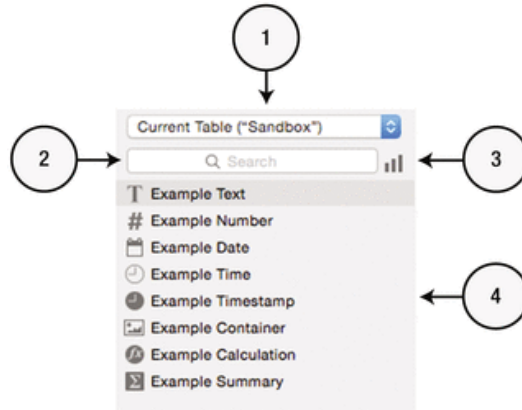 1
Current Table ("Sandbox")
2
Search
3
Example Text
Example Number
Example Date
Example Time
Example Timestamp
4
Example Container
Example Calculation
Example Summary